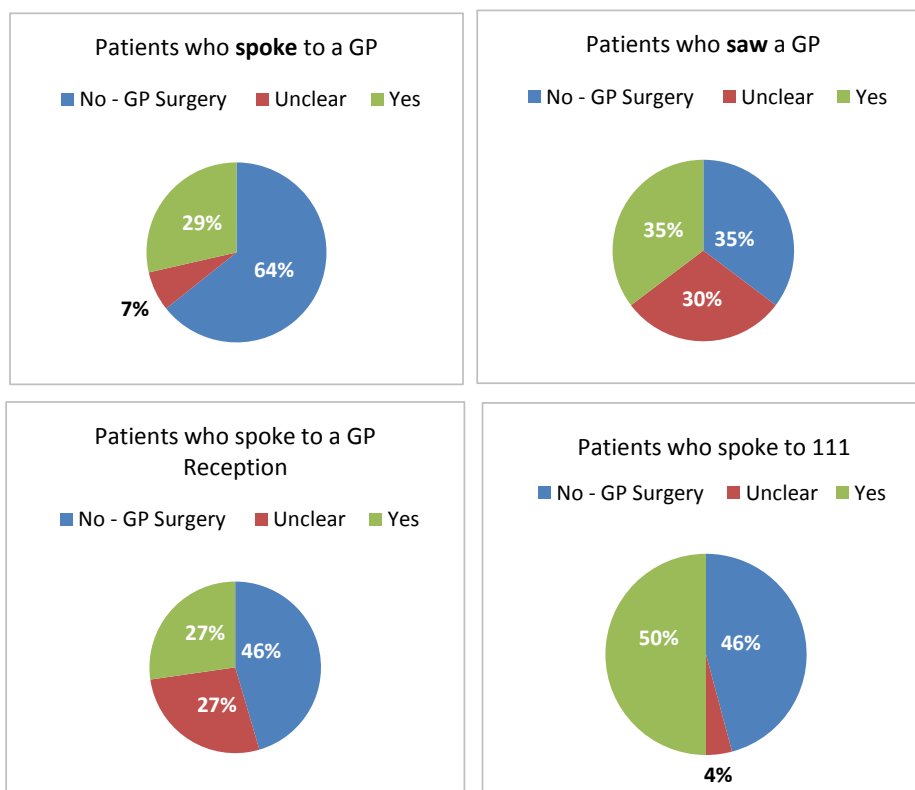 Patients who spoke to a GP
No - GP Surgery Unclear Yes
29%
64%
7%
Patients who saw a GP
No - GP Surgery Unclear Yes
35%
35%
30%
Patients who spoke to a GP
Reception
No - GP Surgery Unclear Yes
27%
46%
27%
Patients who spoke to 111
No - GP Surgery Unclear Yes
50%
46%
4%